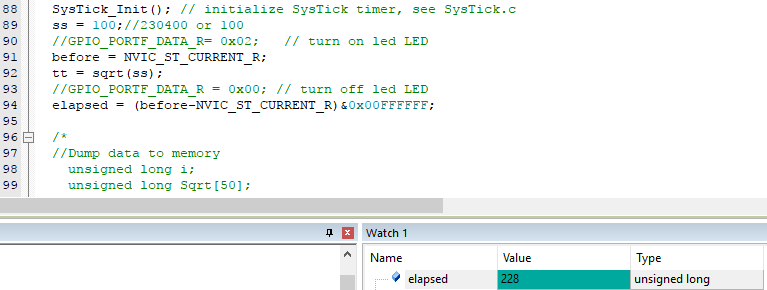 88 SysTick_Init(); // initialize SysTick timer, see SysTick.c
89 ss = 100;//230400 or 100
90 //GPIO_PORTF_DATA_R= 0x02; // turn on led LED
91 before = NVIC_ST_CURRENT_R;
92 tt = sqrt(ss);
93 //GPIO_PORTF_DATA_R = 0x00; // turn off led LED
94 elapsed = (before-NVIC_ST_CURRENT_R)&0x00FFFFFF;
95
96 /*
97 //Dump data to memory
98 unsigned long i;
99 unsigned long Sqrt[50];
Watch 1
Name Value Type
elapsed 228 unsigned long